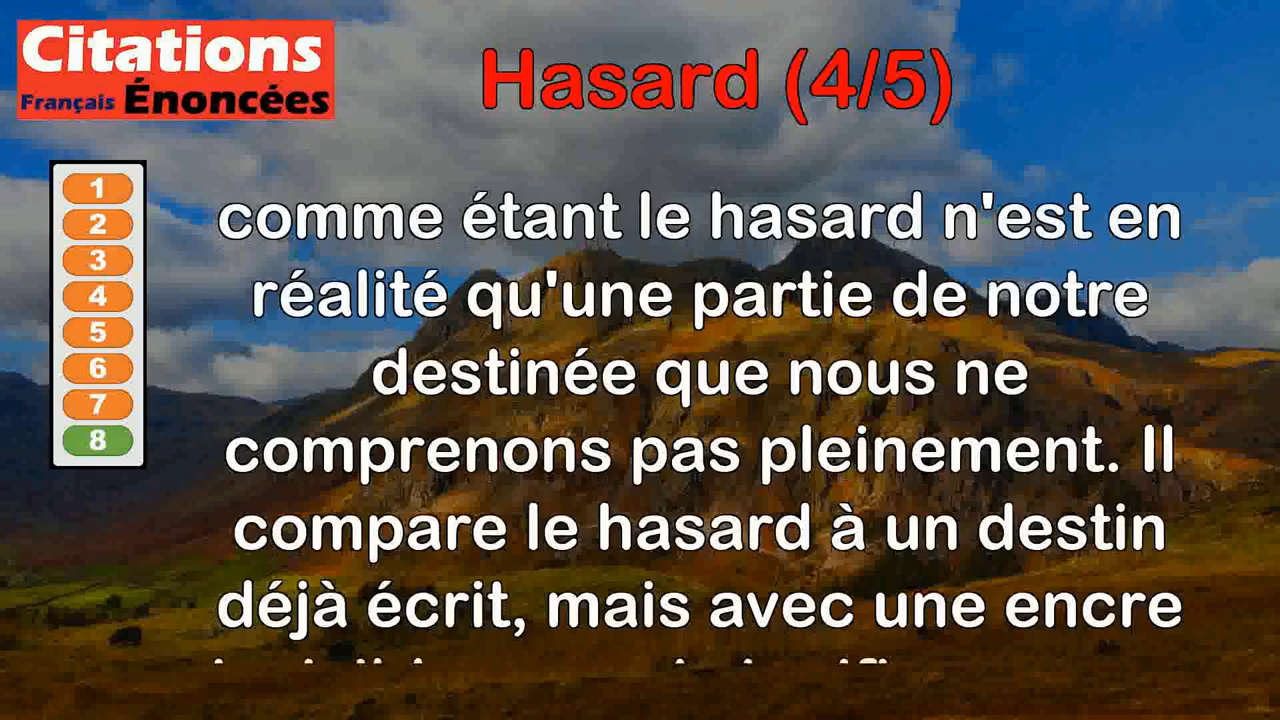 Citations
Français Énoncées
Hasard (4/5)
1
2
3
4
5
6
7
8
comme étant le hasard n'est en
réalité qu'une partie de notre
destinée que nous ne
comprenons pas pleinement. Il
compare le hasard à un destin
déjà écrit, mais avec une encre